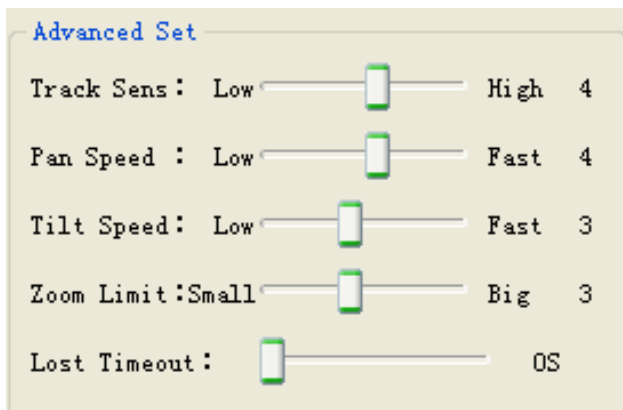 Advanced Set
Track Sens: Low High 4
Pan Speed : Low Fast 4
Tilt Speed: Low Fast 3
Zoom Limit:Small Big 3
Lost Timeout: 0S